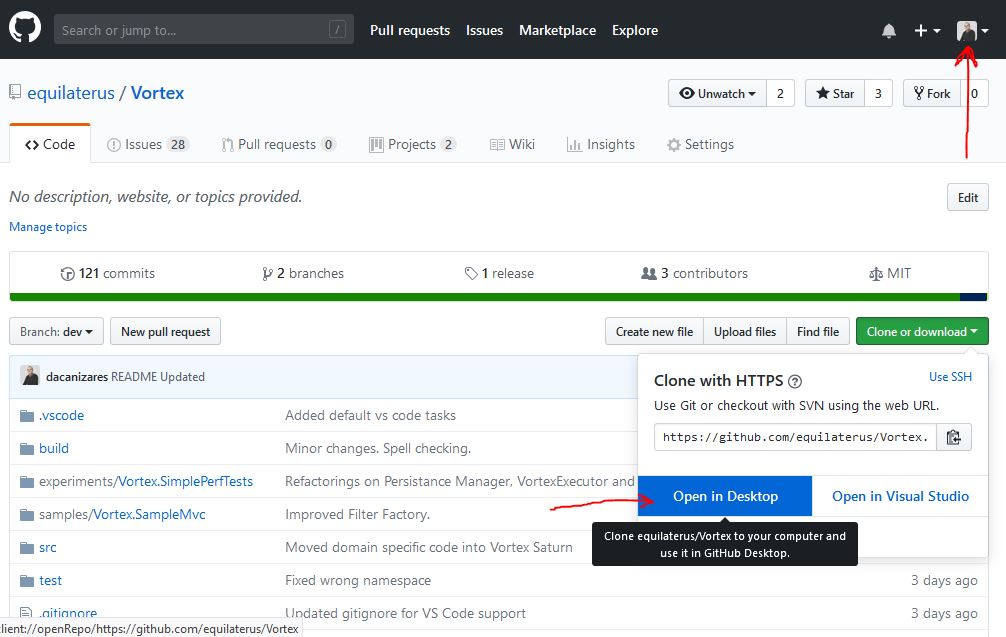 Search or jump to... /
Pull requests Issues Marketplace Explore
equilaterus / Vortex
Unwatch 2 Star 3 Fork 0
Code Issues 28 Pull requests 0 Projects 2 Wiki Insights Settings
No description, website, or topics provided.
Edit
Manage topics
121 commits 2 branches 1 release 3 contributors MIT
Branch: dev New pull request Create new file Upload files Find file Clone or download
dacanizares README Updated
.vscode Added default vs code tasks
build Minor changes. Spell checking.
experiments/Vortex.SimplePerfTests Refactorings on Persistance Manager, VortexExecutor and
samples/Vortex.SampleMvc Improved Filter Factory.
src Moved domain specific code into Vortex Saturn
test Fixed wrong namespace 3 days ago
.gitignore Updated gitignore for VS Code support 3 days ago
Clone with HTTPS ? Use SSH
Use Git or checkout with SVN using the web URL.
https://github.com/equilaterus/Vortex.
Open in Desktop Open in Visual Studio
Clone equilaterus/Vortex to your computer and
use it in GitHub Desktop.
client://openRepo/https://github.com/equilaterus/Vortex